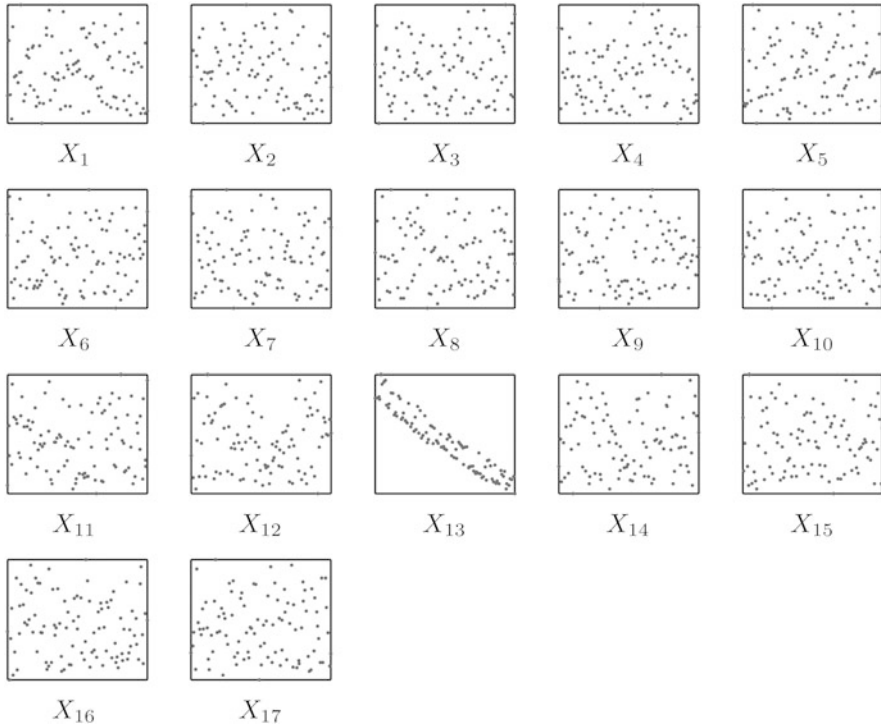 X₁ X₂ X₃ X₄ X₅
X₆ X₇ X₈ X₉ X₁₀
X₁₁ X₁₂ X₁₃ X₁₄ X₁₅
X₁₆ X₁₇